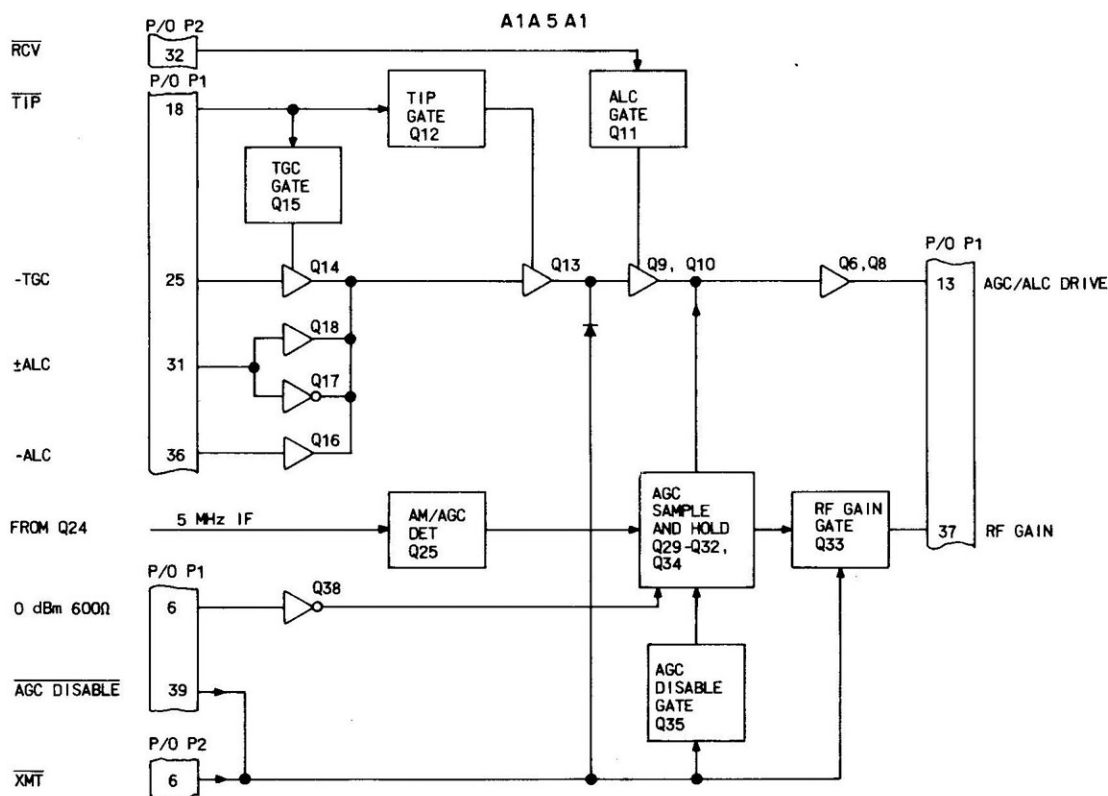 A1A 5 A1
P/O P2
RCV
32
P/O P1
TIP
18
TIP
GATE
Q12
ALC
GATE
Q11
TGC
GATE
Q15
P/O P1
-TGC
25
Q14
Q13
Q9, Q10
Q6,Q8
13
AGC/ALC DRIVE
Q18
±ALC
31
Q17
-ALC
36
Q16
FROM Q24
5 MHz IF
AM/AGC
DET
Q25
AGC
SAMPLE
AND HOLD
Q29-Q32,
Q34
RF GAIN
GATE
Q33
37
RF GAIN
P/O P1
0 dBm 600Ω
6
Q38
AGC DISABLE
39
AGC
DISABLE
GATE
Q35
P/O P2
XMT
6